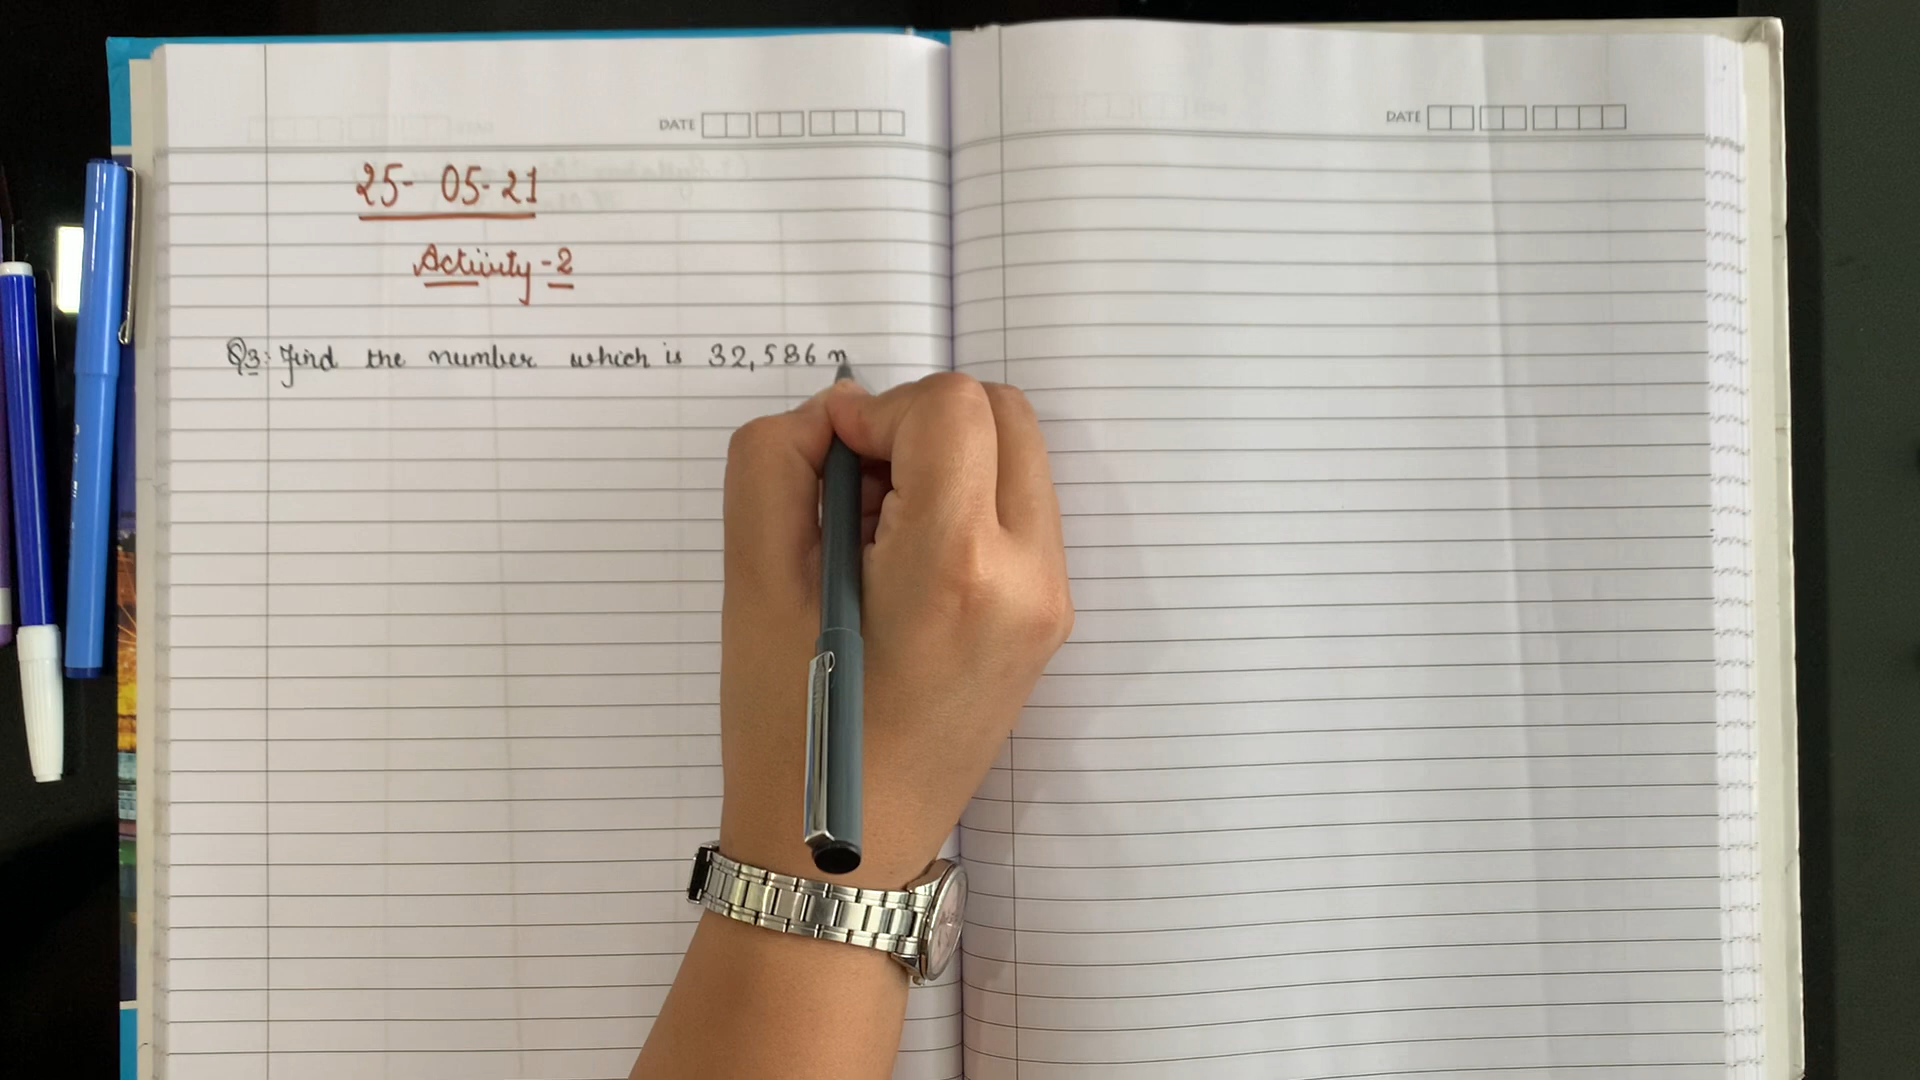 DATE
25- 05-21
Activity-2
Q3: Find the number which is 32,586 m
DATE